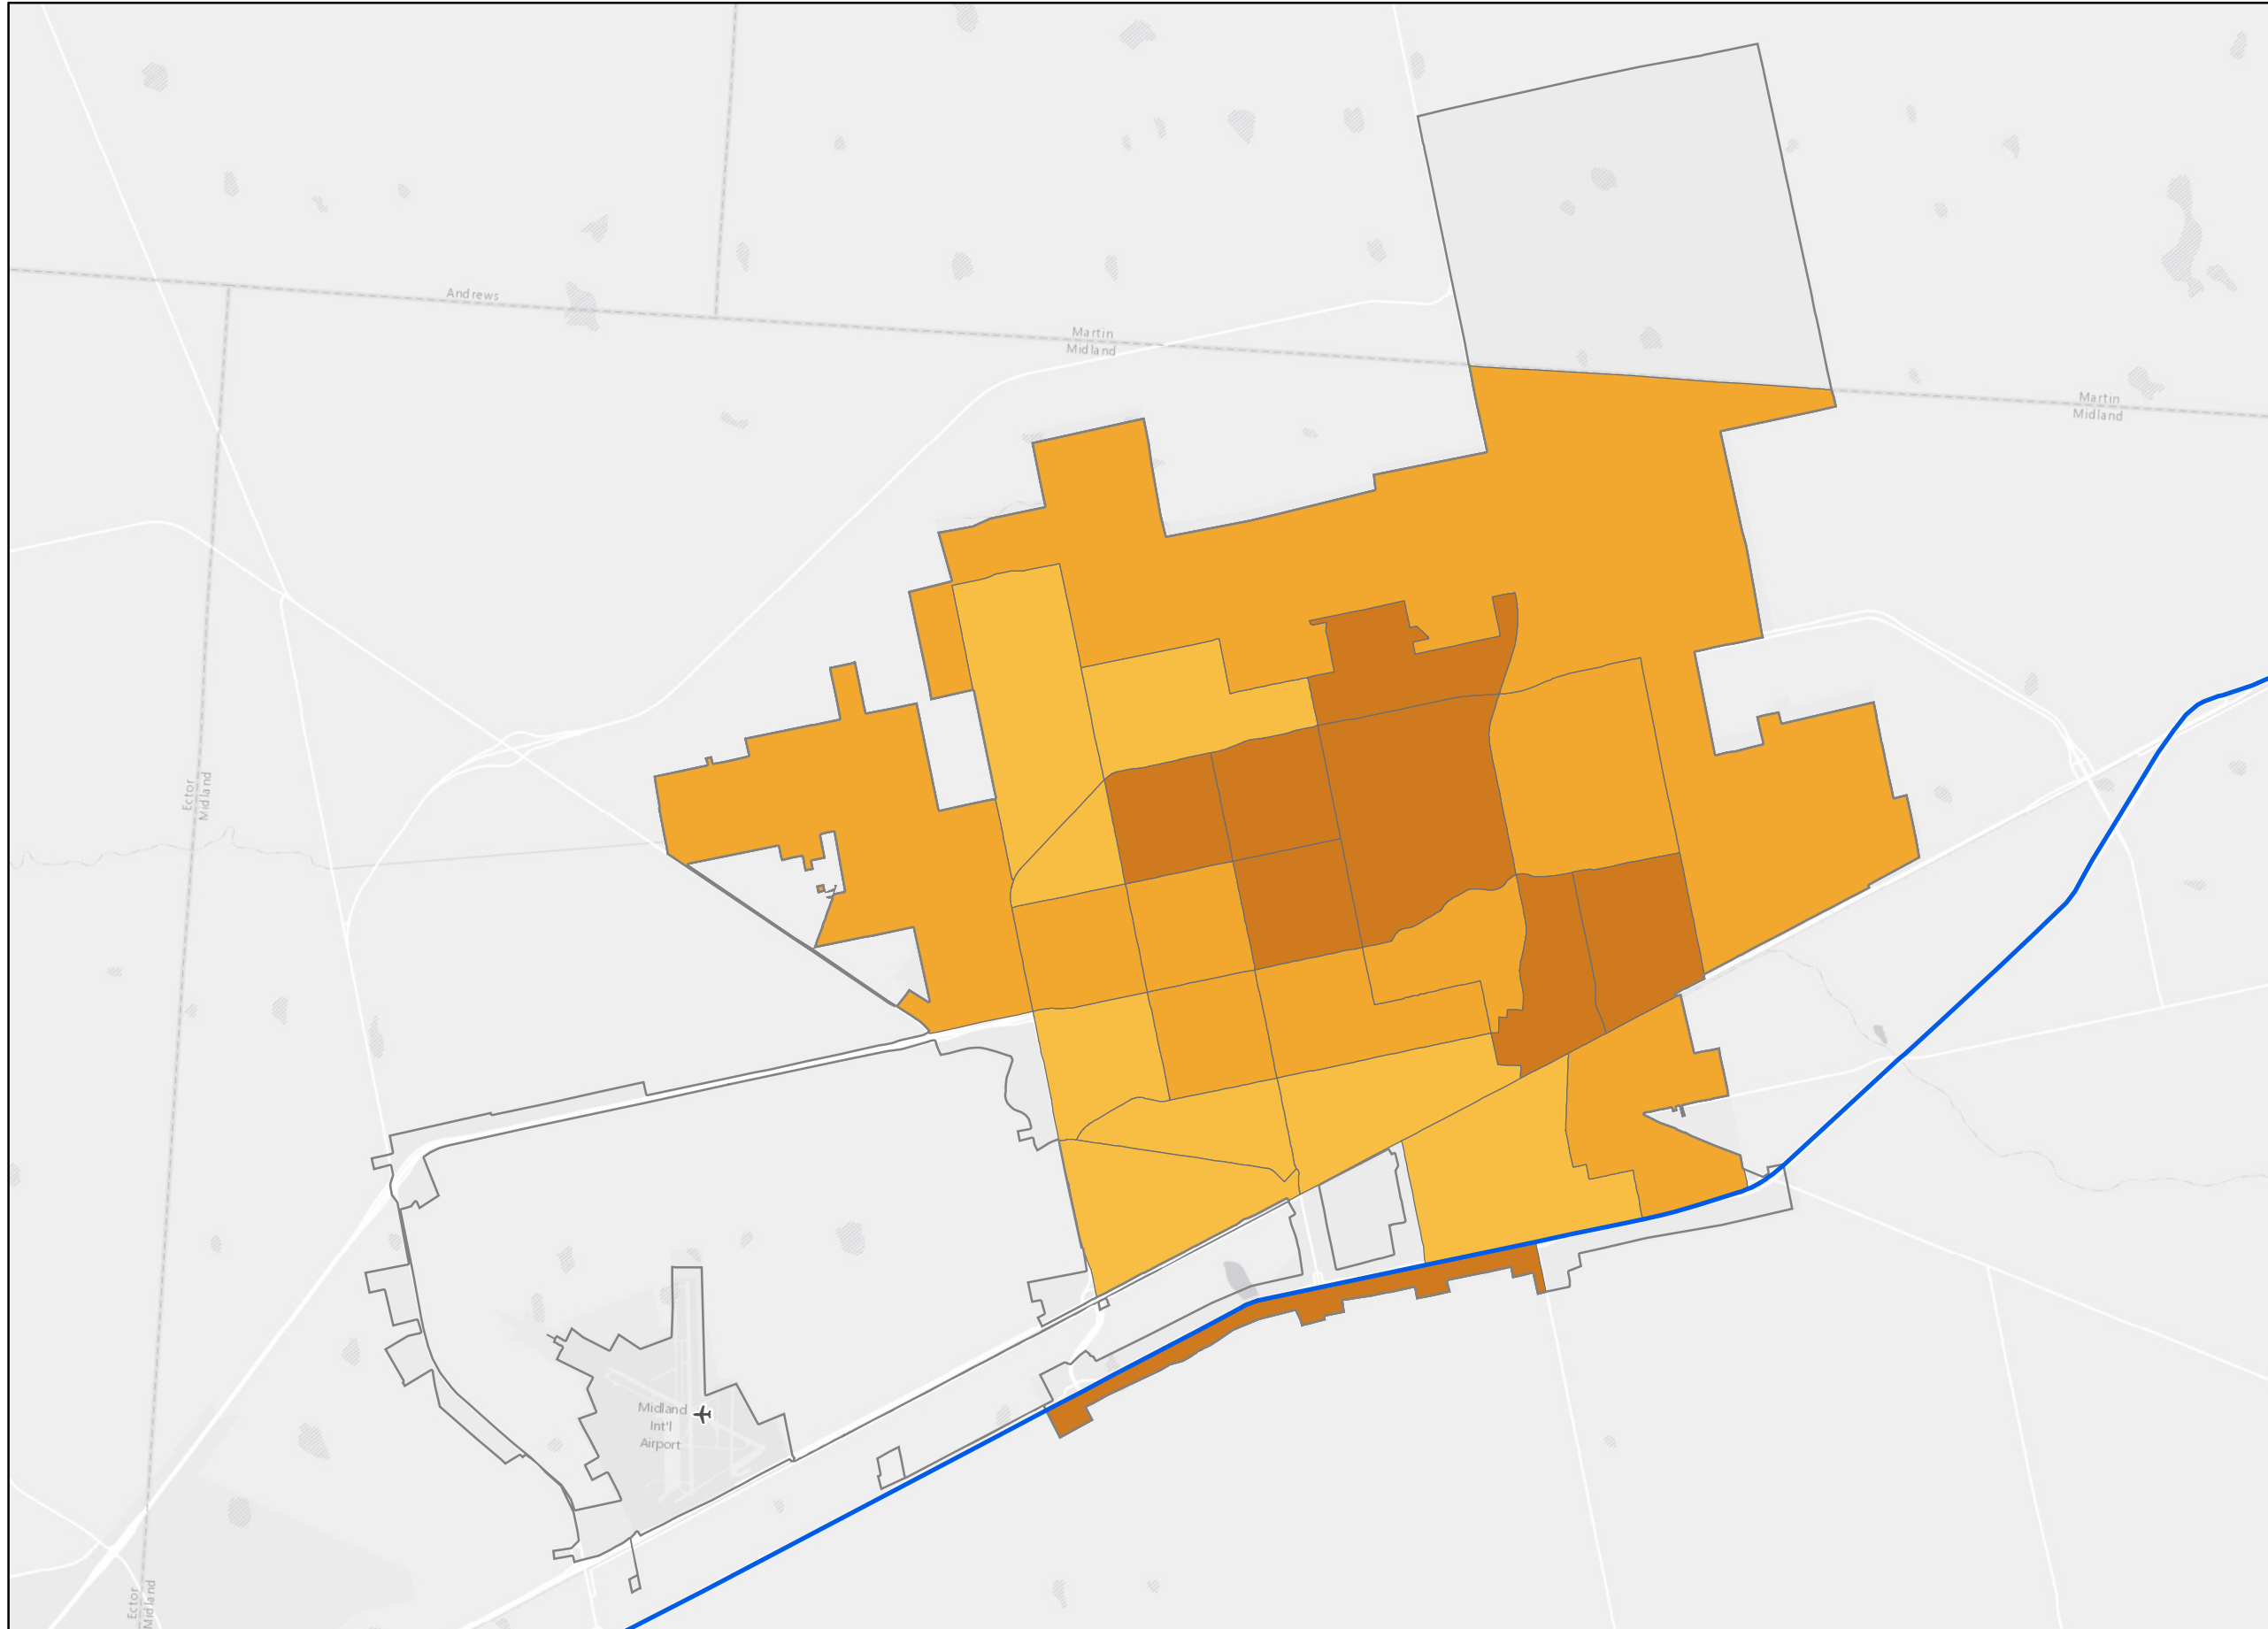 Andrews
Martin
Midland
Martin
Midland
Ector
Midland
Midland
Int'l
Airport
Ector
Midland